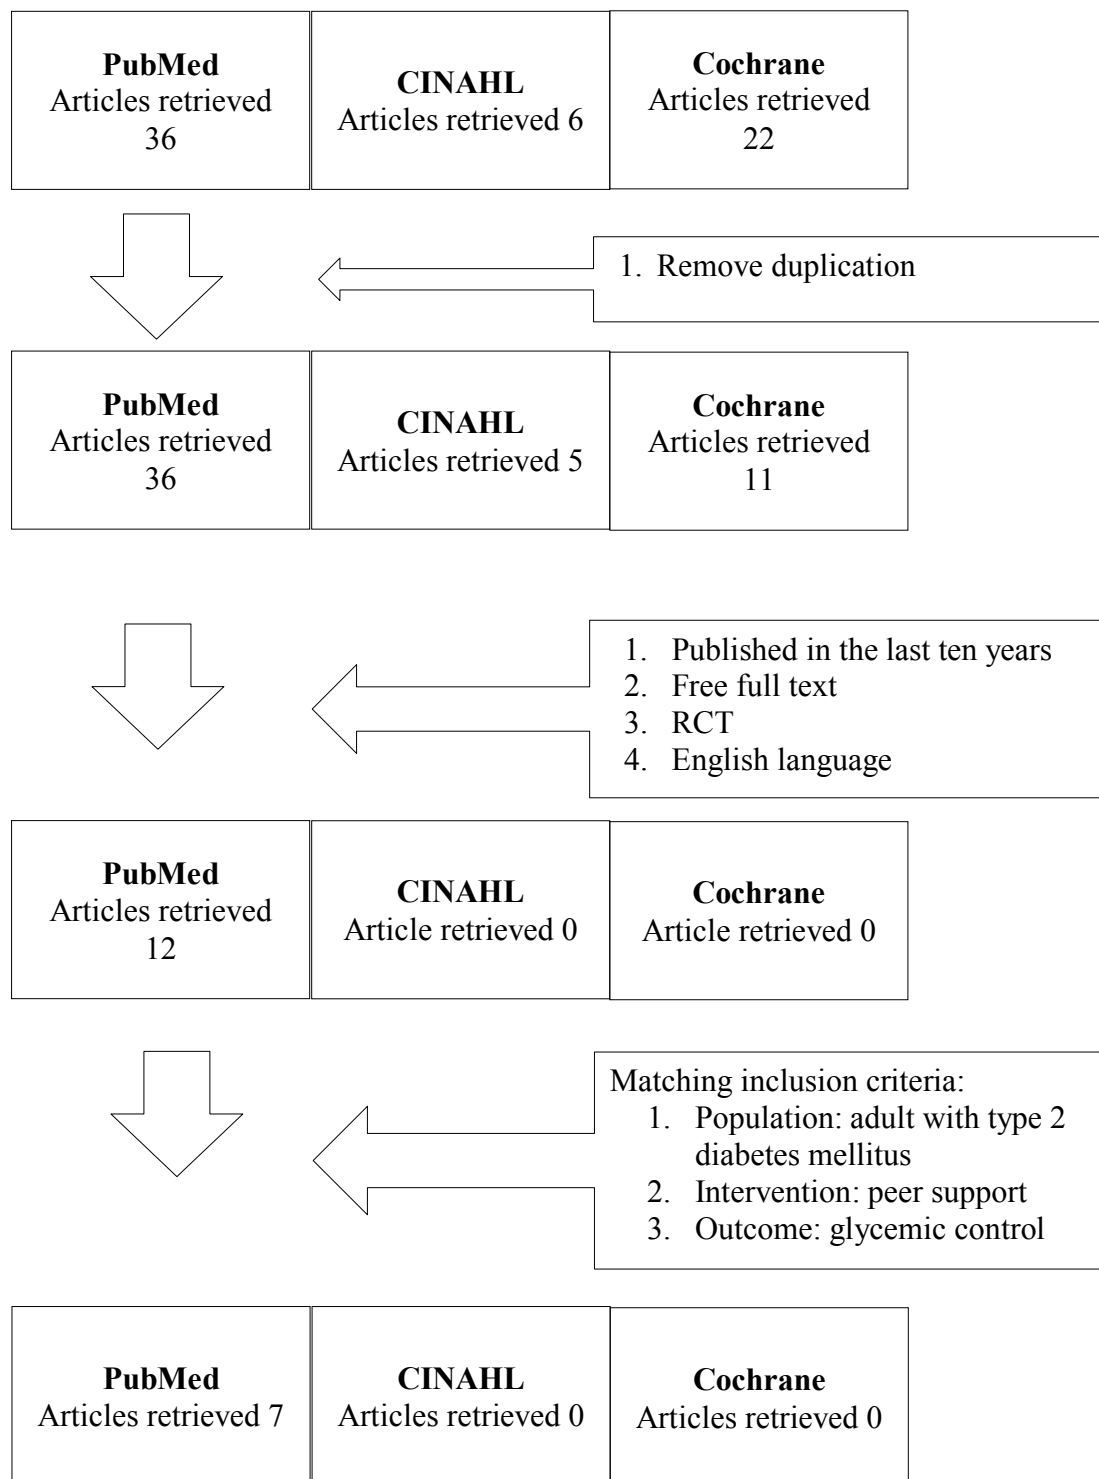 PubMed
Articles retrieved
36
CINAHL
Articles retrieved 6
Cochrane
Articles retrieved
22
1. Remove duplication
PubMed
Articles retrieved
36
CINAHL
Articles retrieved 5
Cochrane
Articles retrieved
11
1. Published in the last ten years
2. Free full text
3. RCT
4. English language
PubMed
Articles retrieved
12
CINAHL
Article retrieved 0
Cochrane
Article retrieved 0
Matching inclusion criteria:
1. Population: adult with type 2
diabetes mellitus
2. Intervention: peer support
3. Outcome: glycemic control
PubMed
Articles retrieved 7
CINAHL
Articles retrieved 0
Cochrane
Articles retrieved 0